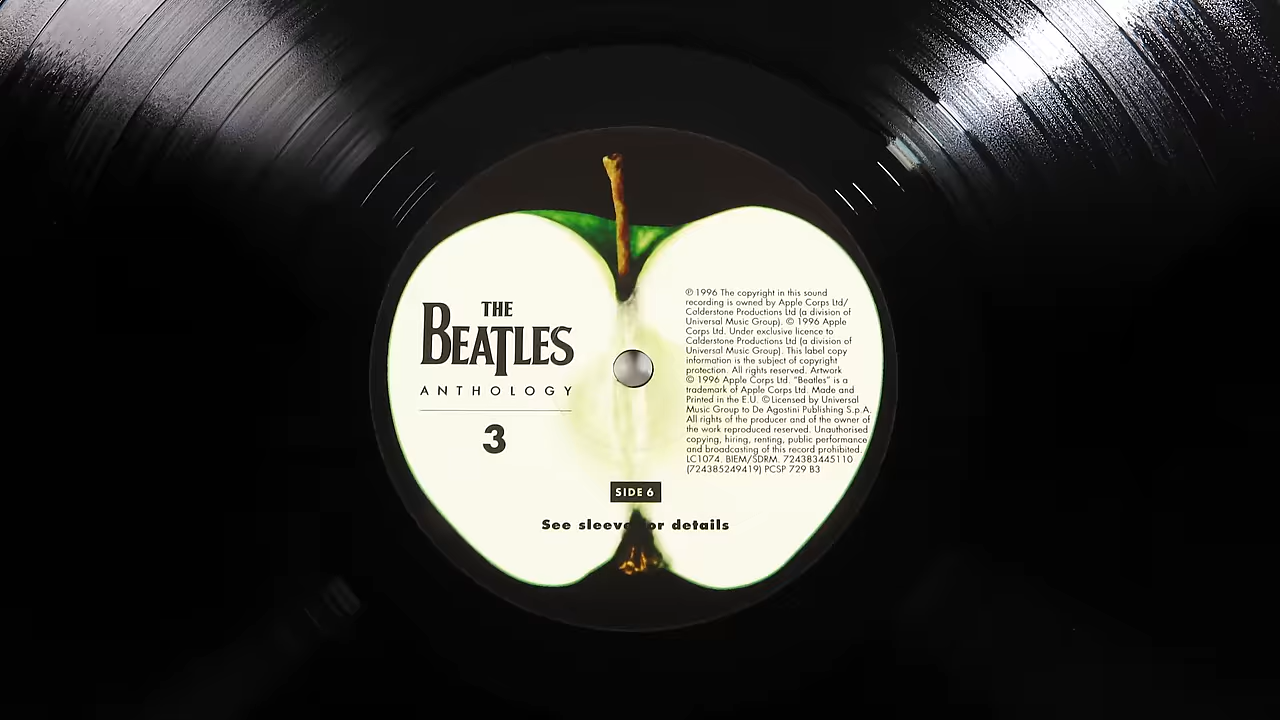 THE
BEATLES
ANTHOLOGY
3
℗ 1996 The copyright in this sound
recording is owned by Apple Corps Ltd/
Calderstone Productions Ltd (a division of
Universal Music Group). © 1996 Apple
Corps Ltd. Under exclusive licence to
Calderstone Productions Ltd (a division of
Universal Music Group). This label copy
information is the subject of copyright
protection. All rights reserved. Artwork
© 1996 Apple Corps Ltd. "Beatles" is a
trademark of Apple Corps Ltd. Made and
Printed in the E.U. © Licensed by Universal
Music Group to De Agostini Publishing S.p.A.
All rights of the producer and of the owner of
the work reproduced reserved. Unauthorised
copying, hiring, renting, public performance
and broadcasting of this record prohibited.
LC1074. BIEM/SDRM. 724383445110
(724385249419) PCSP 729 B3
SIDE 6
See sleeve for details